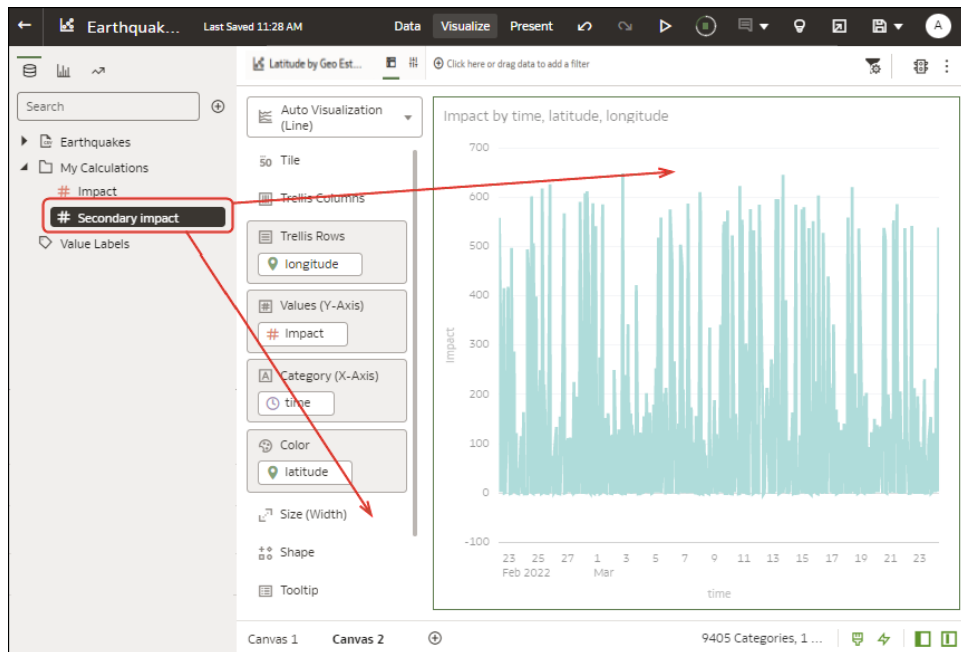 Earthquak...
Last Saved 11:28 AM
Data
Visualize
Present
A
Search
Earthquakes
My Calculations
# Impact
# Secondary impact
Value Labels
Latitude by Geo Est...
Click here or drag data to add a filter
Auto Visualization
(Line)
50 Tile
Trellis Columns
Trellis Rows
longitude
Values (Y-Axis)
# Impact
Category (X-Axis)
time
Color
latitude
Size (Width)
Shape
Tooltip
Impact by time, latitude, longitude
700
600
500
400
300
200
100
0
-100
Impact
23 25 27 1 3 5 7 9 11 13 15 17 19 21 23
Feb 2022 Mar
time
Canvas 1
Canvas 2
9405 Categories, 1 ...